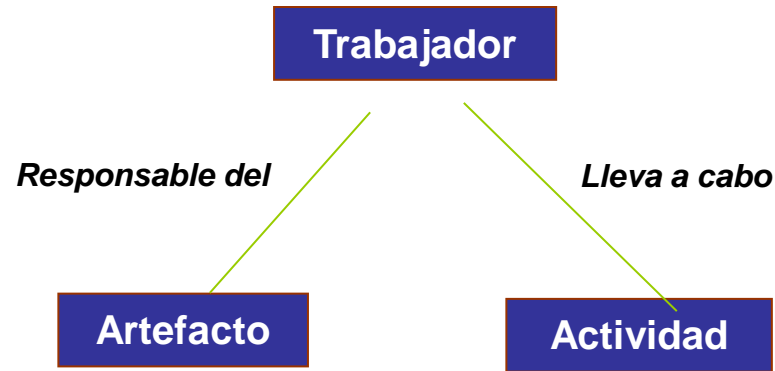 Trabajador
Responsable del
Lleva a cabo
Artefacto
Actividad